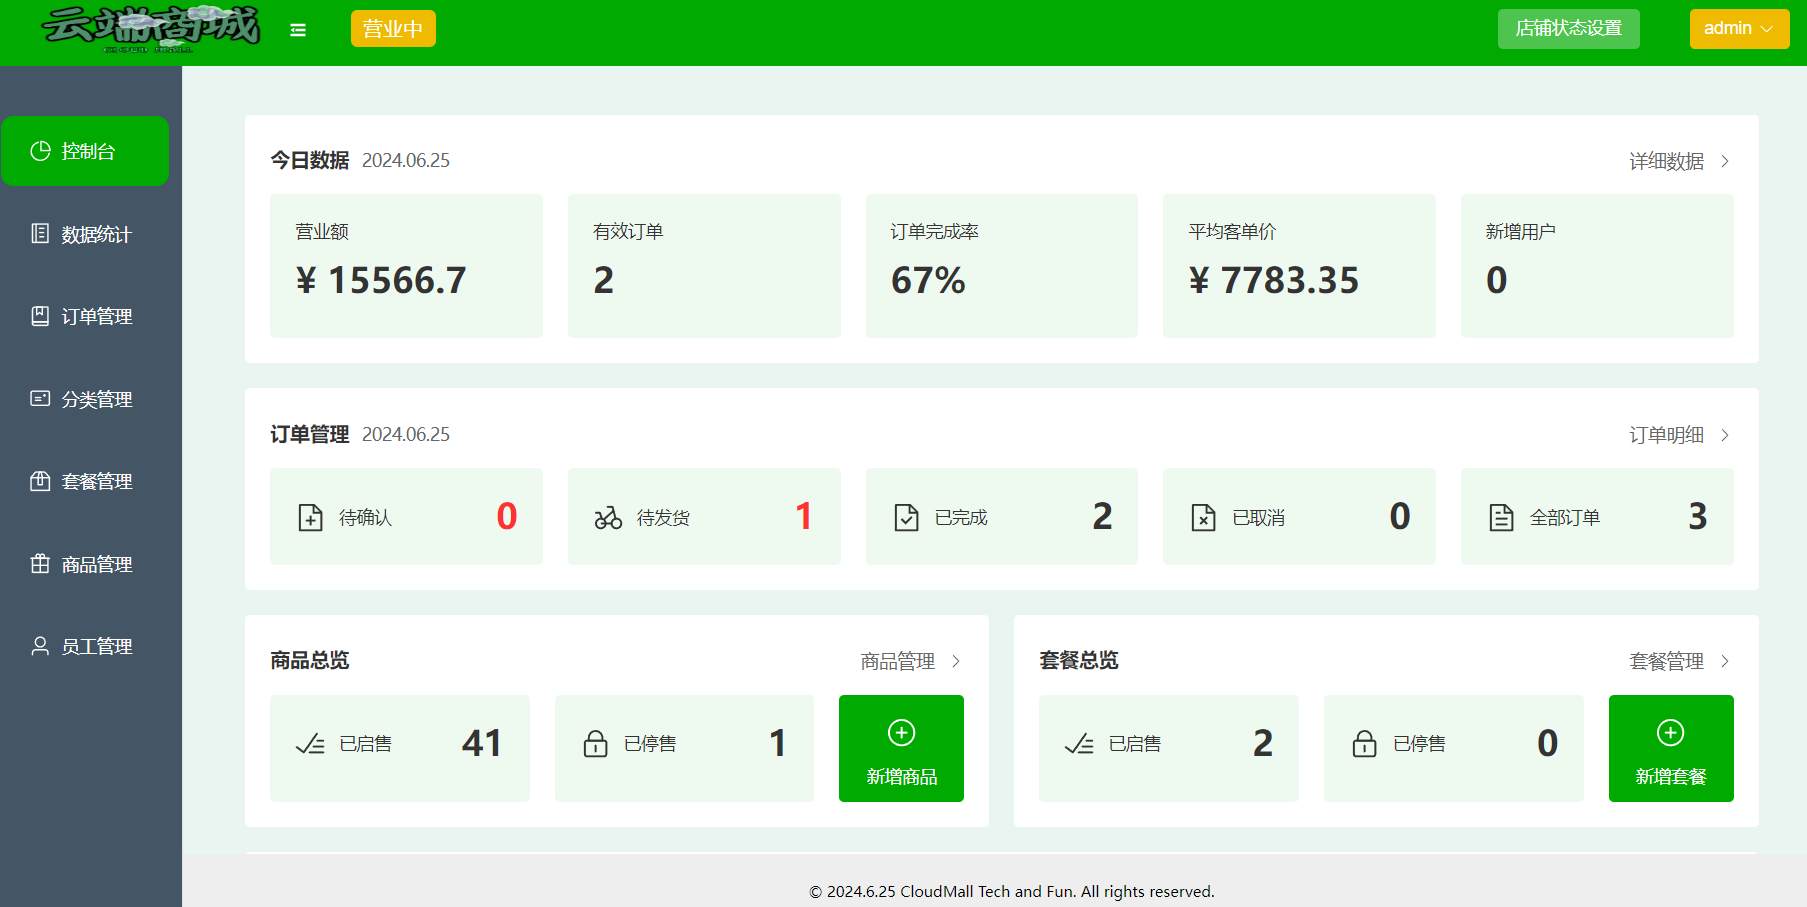 云端商城
营业中
店铺状态设置
admin
控制台
数据统计
订单管理
分类管理
套餐管理
商品管理
员工管理
今日数据 2024.06.25
详细数据
营业额
¥ 15566.7
有效订单
2
订单完成率
67%
平均客单价
¥ 7783.35
新增用户
0
订单管理 2024.06.25
订单明细
待确认 0
待发货 1
已完成 2
已取消 0
全部订单 3
商品总览
商品管理
已启售 41
已停售 1
新增商品
套餐总览
套餐管理
已启售 2
已停售 0
新增套餐
© 2024.6.25 CloudMall Tech and Fun. All rights reserved.